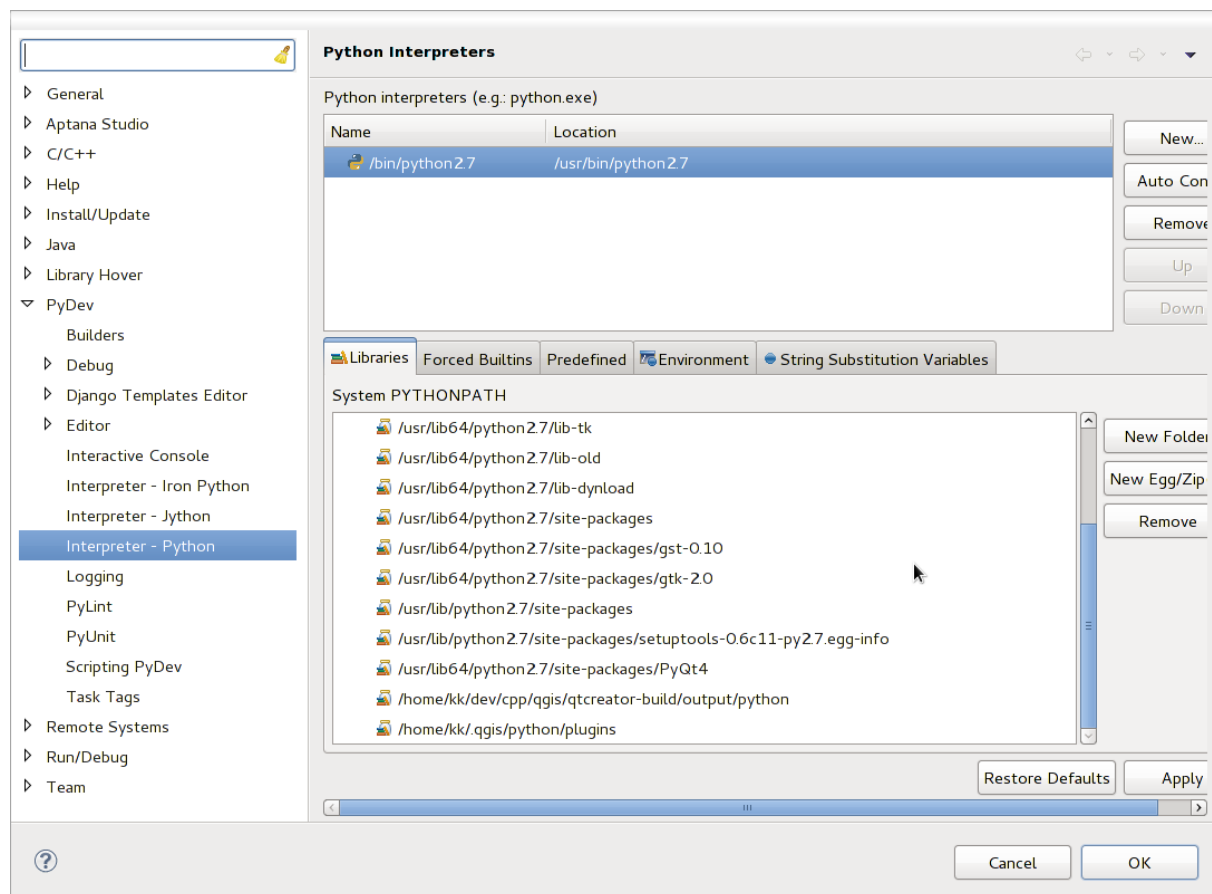 Python Interpreters
General
Aptana Studio
C/C++
Help
Install/Update
Java
Library Hover
PyDev
Builders
Debug
Django Templates Editor
Editor
Interactive Console
Interpreter - Iron Python
Interpreter - Jython
Interpreter - Python
Logging
PyLint
PyUnit
Scripting PyDev
Task Tags
Remote Systems
Run/Debug
Team
Python interpreters (e.g.: python.exe)
Name Location
/bin/python2.7 /usr/bin/python2.7
New...
Auto Con
Remove
Up
Down
Libraries Forced Builtins Predefined Environment String Substitution Variables
System PYTHONPATH
/usr/lib64/python2.7/lib-tk
/usr/lib64/python2.7/lib-old
/usr/lib64/python2.7/lib-dynload
/usr/lib64/python2.7/site-packages
/usr/lib64/python2.7/site-packages/gst-0.10
/usr/lib64/python2.7/site-packages/gtk-2.0
/usr/lib/python2.7/site-packages
/usr/lib/python2.7/site-packages/setuptools-0.6c11-py2.7.egg-info
/usr/lib64/python2.7/site-packages/PyQt4
/home/kk/dev/cpp/qgis/qtcreator-build/output/python
/home/kk/.qgis/python/plugins
New Folder
New Egg/Zip
Remove
Restore Defaults Apply
Cancel OK